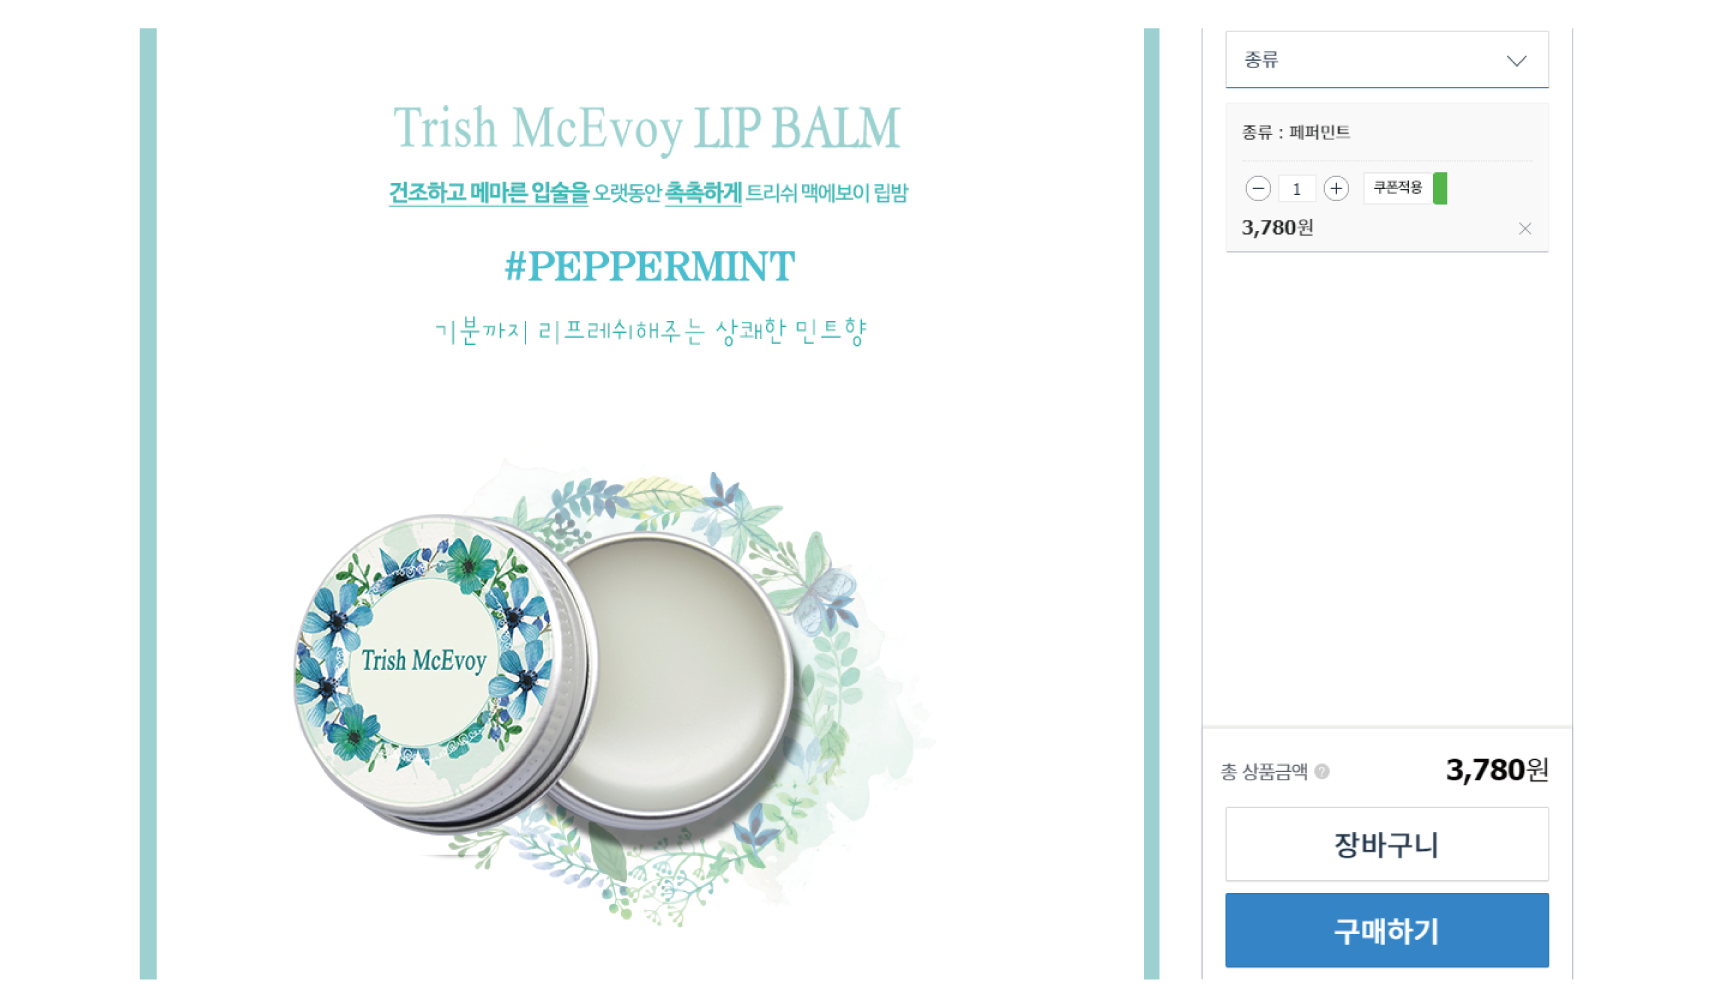 Trish McEvoy LIP BALM
건조하고 메마른 입술을 오랫동안 촉촉하게 트리쉬 맥에보이 립밤
#PEPPERMINT
기분까지 리프레쉬해주는 상쾌한 민트향
Trish McEvoy
종류
종류 : 페퍼민트
1
쿠폰적용
3,780원
총 상품금액 ?
3,780원
장바구니
구매하기